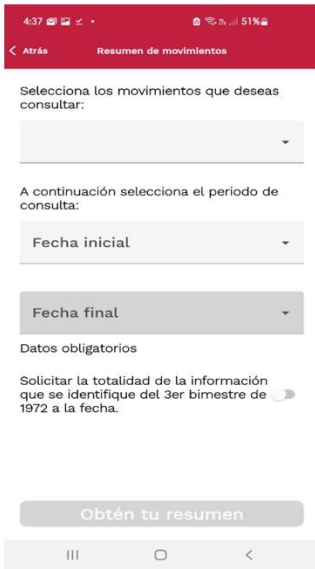 4:37 51%
Atrás Resumen de movimientos
Selecciona los movimientos que deseas
consultar:
A continuación selecciona el periodo de
consulta:
Fecha inicial
Fecha final
Datos obligatorios
Solicitar la totalidad de la información
que se identifique del 3er bimestre de
1972 a la fecha.
Obtén tu resumen